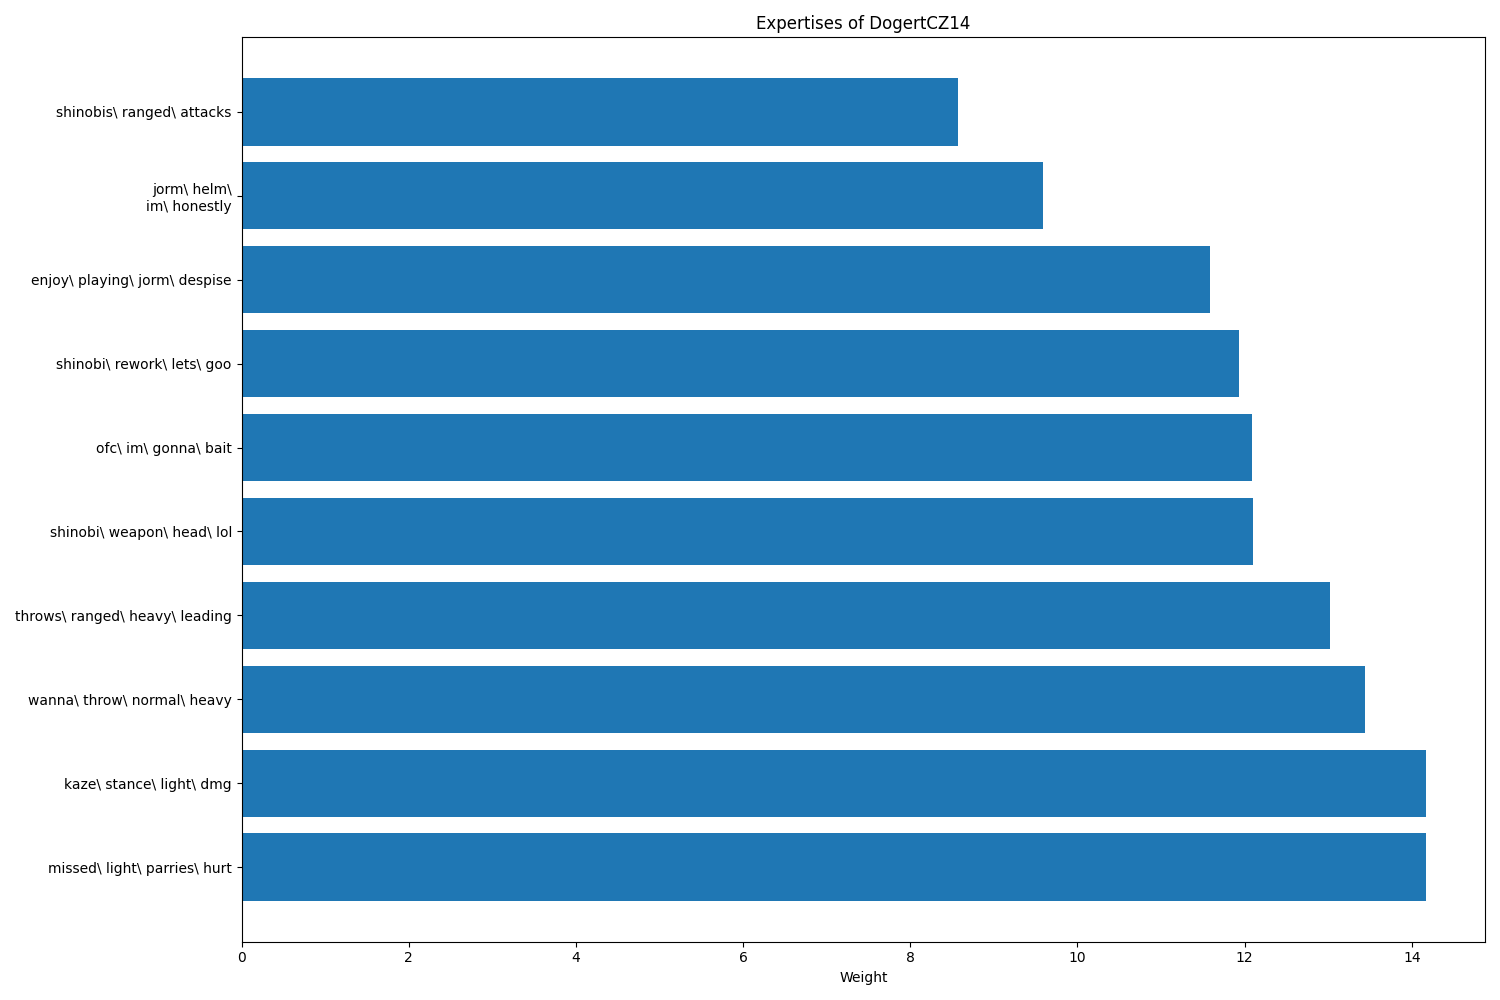 Expertises of DogertCZ14
shinobis\ ranged\ attacks
jorm\ helm\
im\ honestly
enjoy\ playing\ jorm\ despise
shinobi\ rework\ lets\ goo
ofc\ im\ gonna\ bait
shinobi\ weapon\ head\ lol
throws\ ranged\ heavy\ leading
wanna\ throw\ normal\ heavy
kaze\ stance\ light\ dmg
missed\ light\ parries\ hurt
0 2 4 6 8 10 12 14
Weight